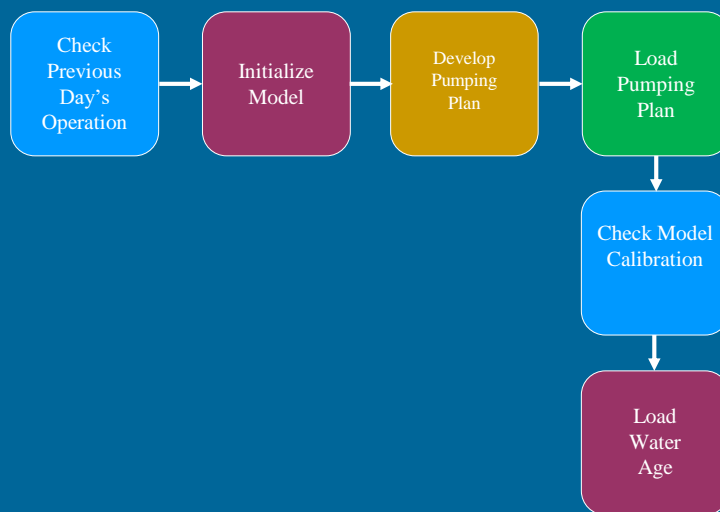 Check
Previous
Day's
Operation
Initialize
Model
Develop
Pumping
Plan
Load
Pumping
Plan
Check Model
Calibration
Load
Water
Age